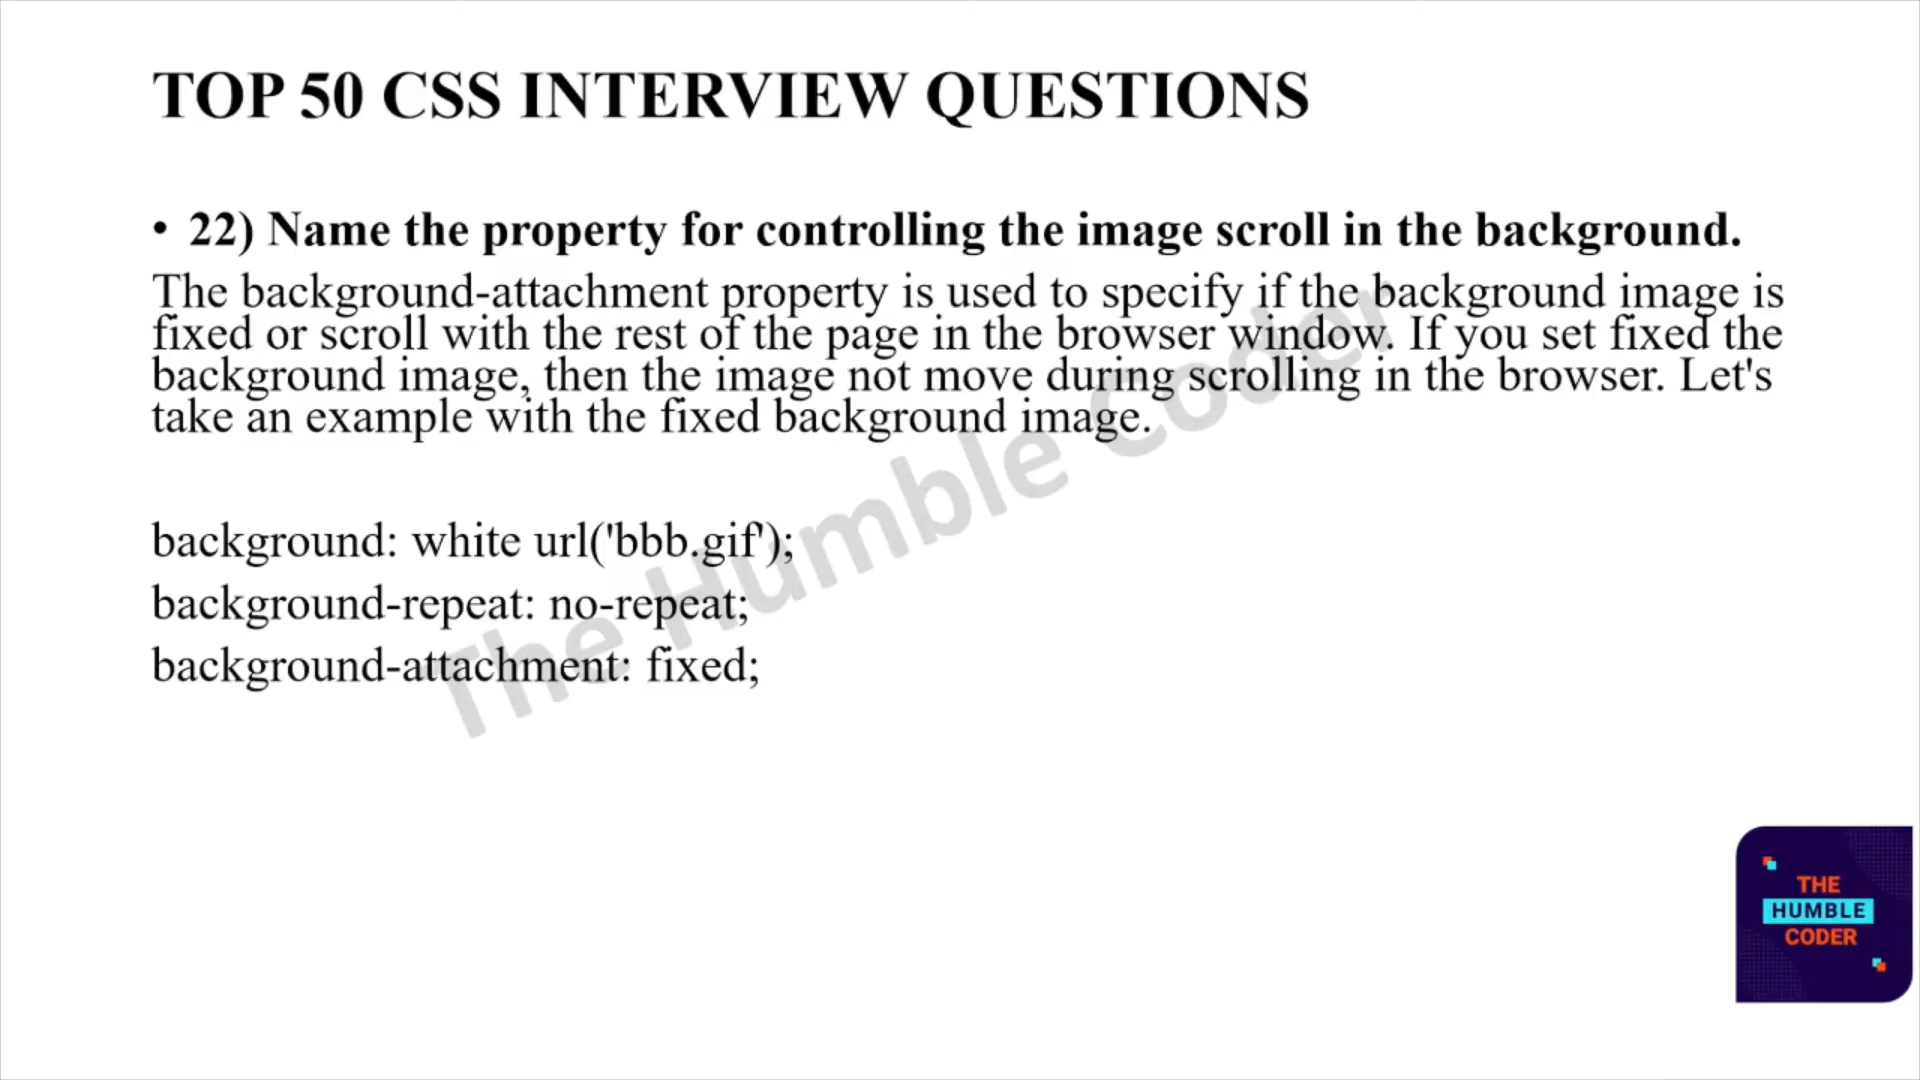 TOP 50 CSS INTERVIEW QUESTIONS
• 22) Name the property for controlling the image scroll in the background.
The background-attachment property is used to specify if the background image is
fixed or scroll with the rest of the page in the browser window. If you set fixed the
background image, then the image not move during scrolling in the browser. Let's
take an example with the fixed background image.
background: white url('bbb.gif');
background-repeat: no-repeat;
background-attachment: fixed;
The Humble Coder
THE
HUMBLE
CODER